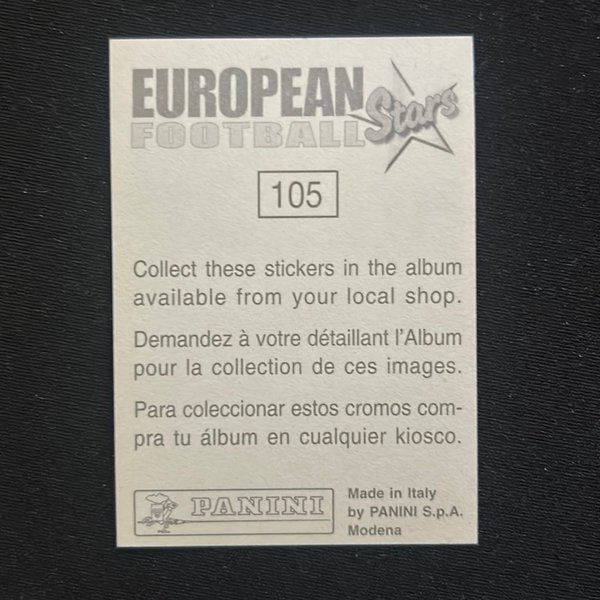 EUROPEAN
FOOTBALL Stars
105
Collect these stickers in the album
available from your local shop.
Demandez à votre détaillant l'Album
pour la collection de ces images.
Para coleccionar estos cromos com-
pra tu álbum en cualquier kiosco.
PANINI
Made in Italy
by PANINI S.p.A.
Modena